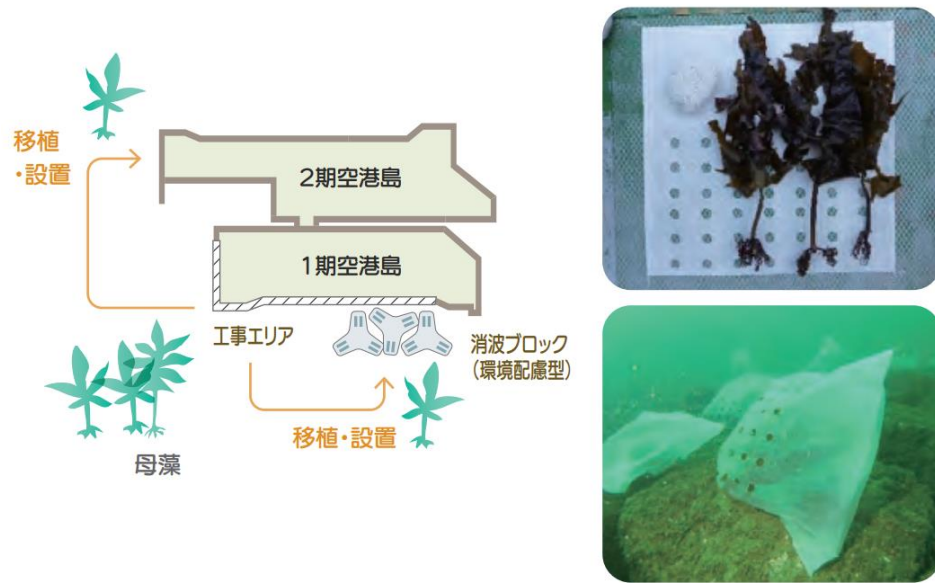 移植
・設置
2期空港島
1期空港島
工事エリア
消波ブロック
（環境配慮型）
移植・設置
母藻